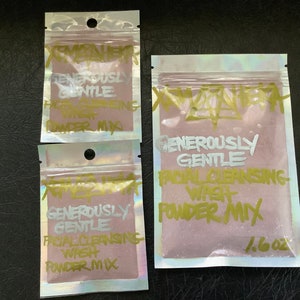 GENEROUSLY
GENTLE
FACIAL CLEANSING
WASH
POWDER MIX
GENEROUSLY
GENTLE
FACIAL CLEANSING
WASH
POWDER MIX
GENEROUSLY
GENTLE
FACIAL CLEANSING
WASH
POWDER MIX
1.6 oz